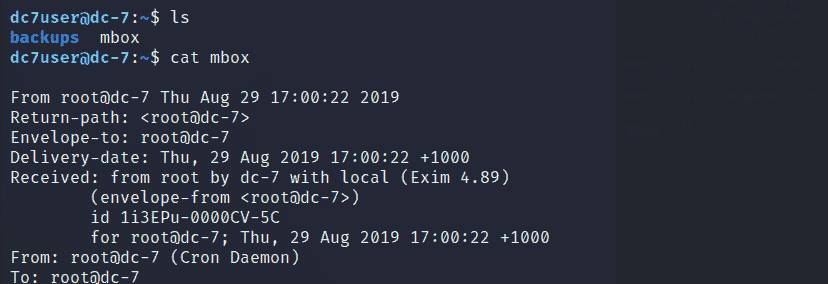 dc7user@dc-7:~$ ls
backups  mbox
dc7user@dc-7:~$ cat mbox

From root@dc-7 Thu Aug 29 17:00:22 2019
Return-path: <root@dc-7>
Envelope-to: root@dc-7
Delivery-date: Thu, 29 Aug 2019 17:00:22 +1000
Received: from root by dc-7 with local (Exim 4.89)
        (envelope-from <root@dc-7>)
        id 1i3EPu-0000CV-5C
        for root@dc-7; Thu, 29 Aug 2019 17:00:22 +1000
From: root@dc-7 (Cron Daemon)
To: root@dc-7